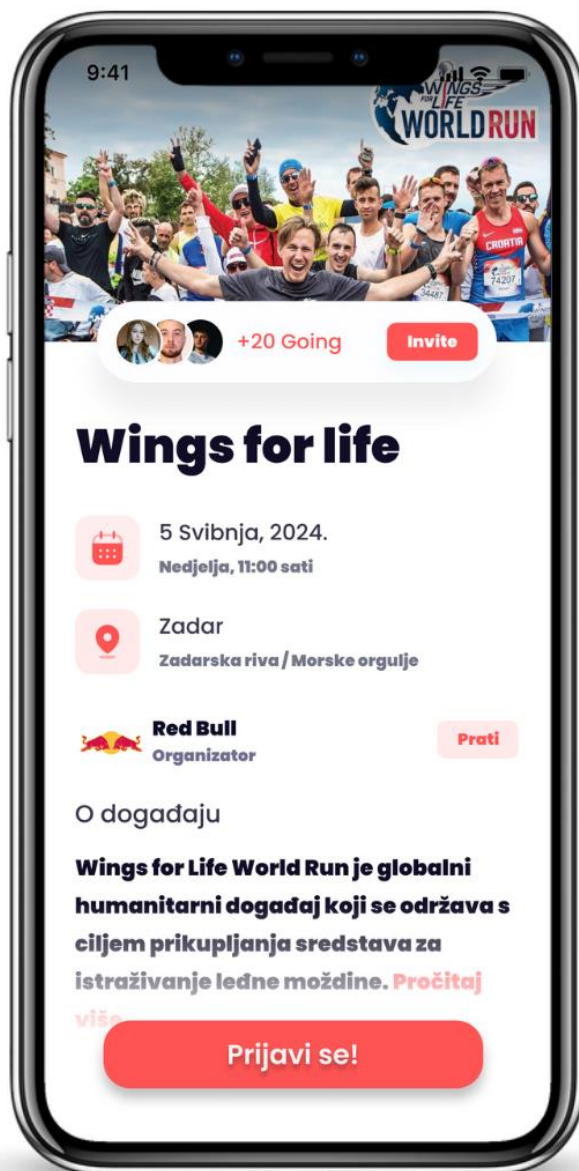 9:41
WINGS
FOR LIFE
WORLD RUN
CROATIA
74207
34487
+20 Going
Invite
Wings for life
5 Svibnja, 2024.
Nedjelja, 11:00 sati
Zadar
Zadarska riva / Morske orgulje
Red Bull
Organizator
Prati
O događaju
Wings for Life World Run je globalni
humanitarni događaj koji se održava s
ciljem prikupljanja sredstava za
istraživanje leđne moždine. Pročitaj
više
Prijavi se!